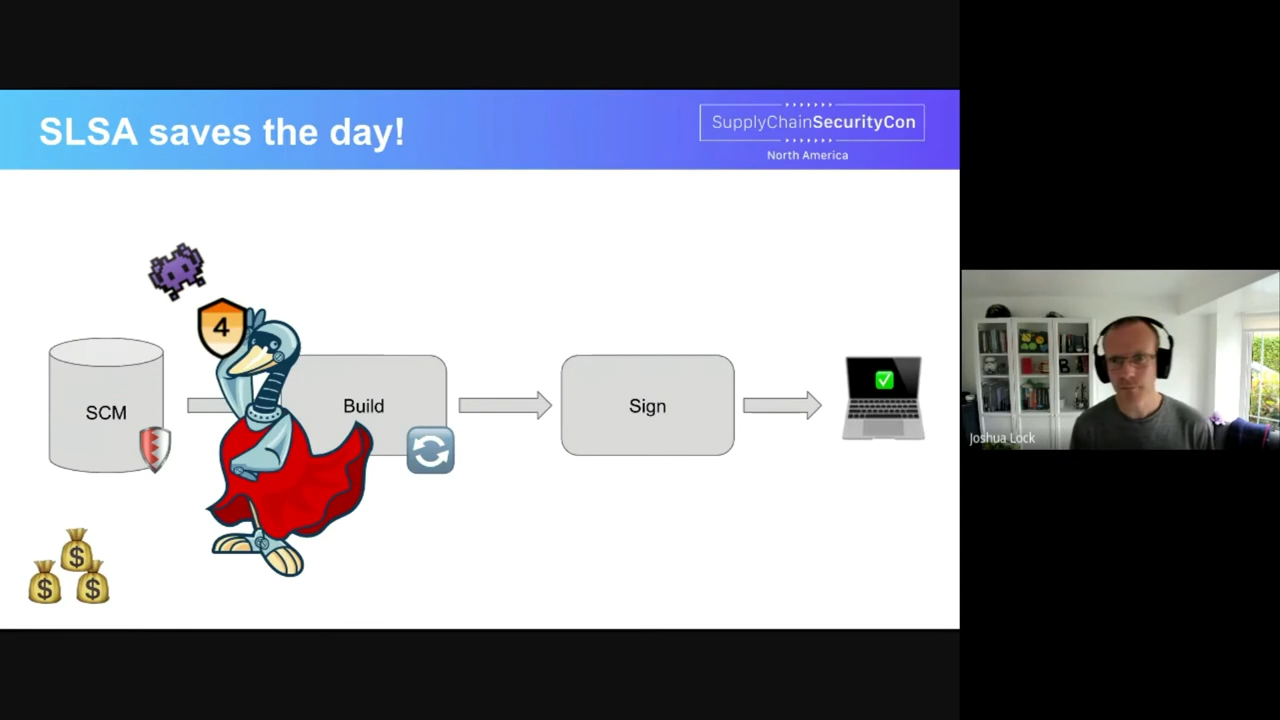 SLSA saves the day!
SupplyChainSecurityCon
North America
4
SCM
Build
Sign
$
$ $
Joshua Lock